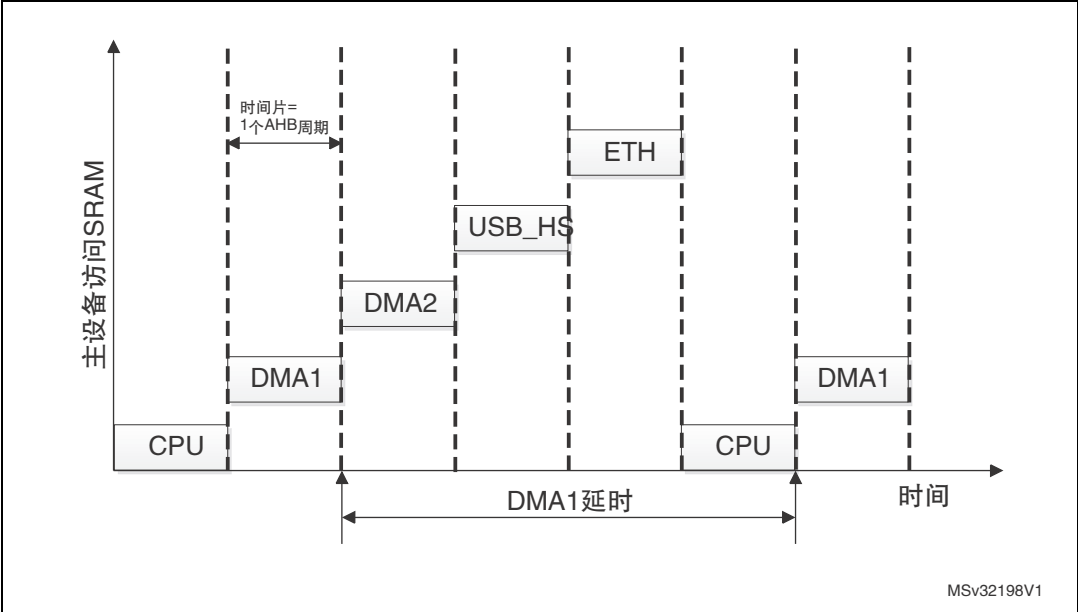 时间片=
1个AHB周期
ETH
USB_HS
DMA2
DMA1
DMA1
CPU
CPU
主设备访问SRAM
时间
DMA1延时
MSv32198V1